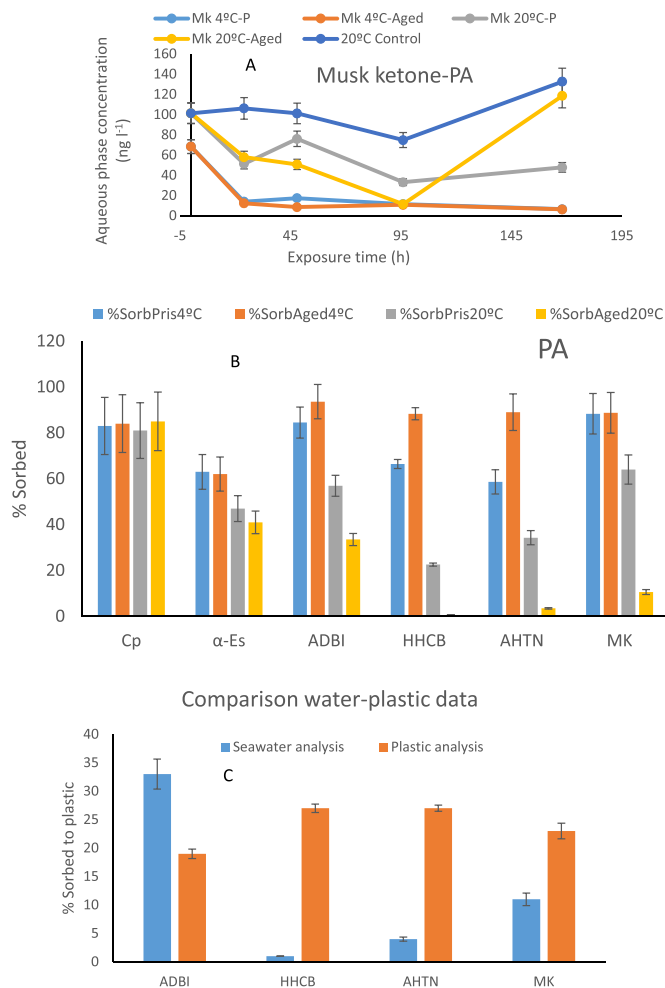 Mk 4ºC-P Mk 4ºC-Aged Mk 20ºC-P
Mk 20ºC-Aged 20ºC Control
A
Musk ketone-PA
Aqueous phase concentration
(ng l-1)
160
140
120
100
80
60
40
20
0
-5 45 95 145 195
Exposure time (h)
%SorbPris4ºC %SorbAged4ºC %SorbPris20ºC %SorbAged20ºC
B
PA
% Sorbed
120
100
80
60
40
20
0
Cp α-Es ADBI HHCB AHTN MK
Comparison water-plastic data
Seawater analysis Plastic analysis
C
% Sorbed to plastic
40
35
30
25
20
15
10
5
0
ADBI HHCB AHTN MK